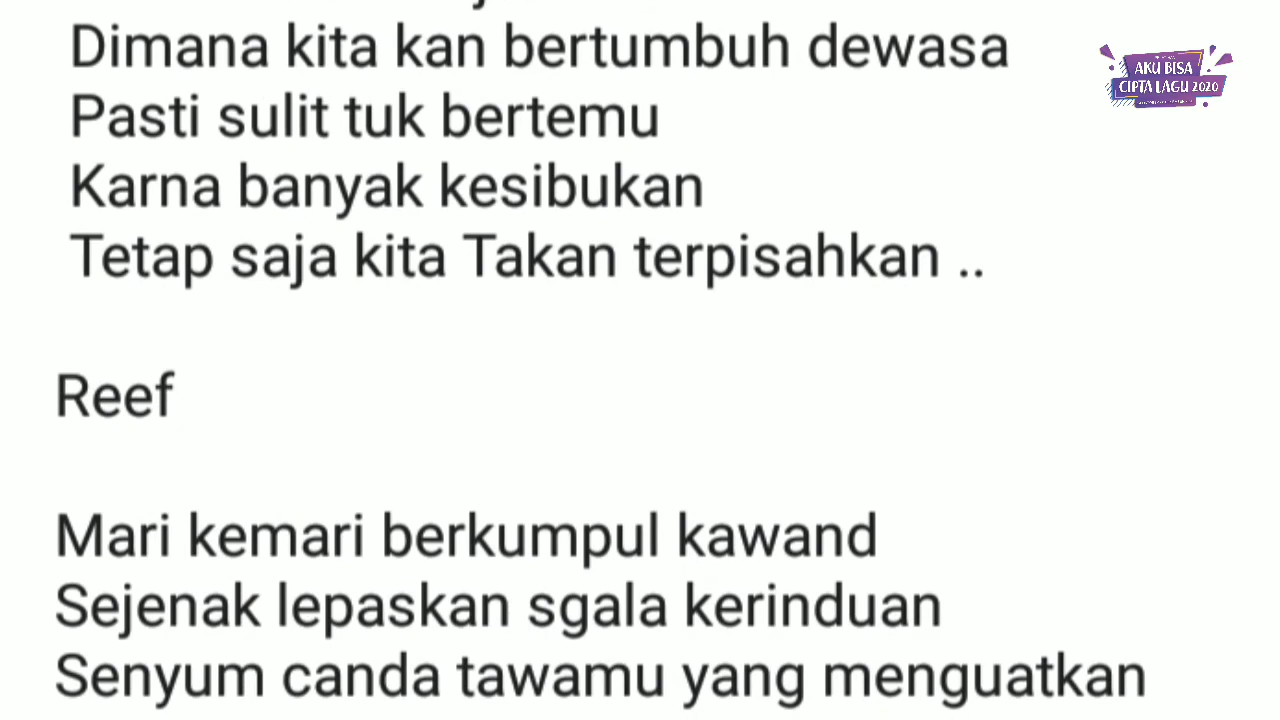 Dimana kita kan bertumbuh dewasa
Pasti sulit tuk bertemu
Karna banyak kesibukan
Tetap saja kita Takan terpisahkan ..
Reef
Mari kemari berkumpul kawand
Sejenak lepaskan sgala kerinduan
Senyum canda tawamu yang menguatkan
AKU BISA
CIPTA LAGU 2020